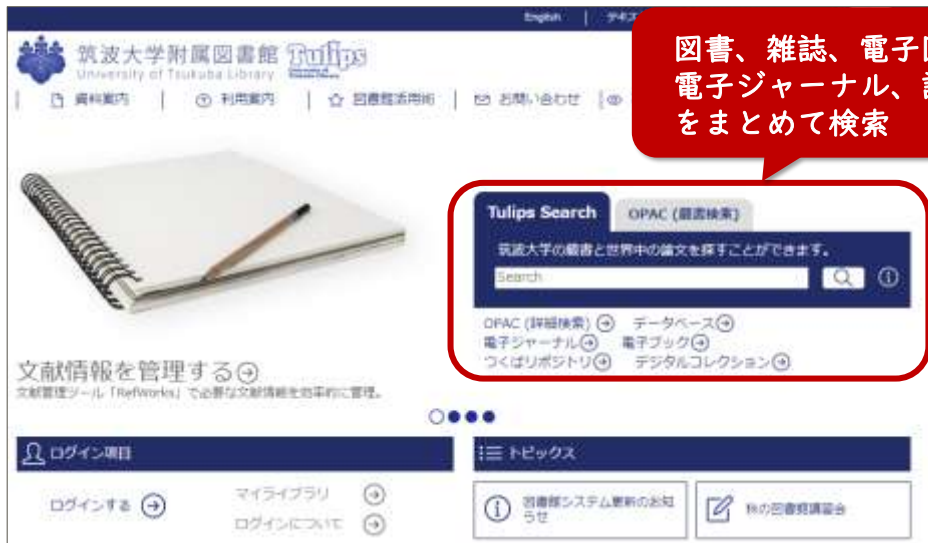 English | テキス
筑波大学附属図書館 Tulips
University of Tsukuba Library
資料案内 | 利用案内 | 図書館活用術 | お問い合わせ
図書、雑誌、電子
電子ジャーナル、
をまとめて検索
Tulips Search OPAC (蔵書検索)
筑波大学の蔵書と世界中の論文を探すことができます。
Search
OPAC (詳細検索) データベース
電子ジャーナル 電子ブック
つくばリポジトリ デジタルコレクション
文献情報を管理する
文献管理ツール「RefWorks」で必要な文献情報を効率的に管理。
ログイン項目
トピックス
ログインする
マイライブラリ
ログインについて
図書館システム更新のお知
らせ
秋の図書館講習会